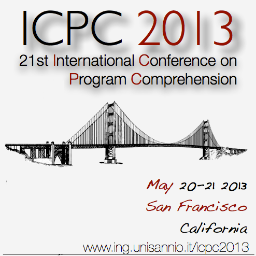 ICPC 2013
21st International Conference on
Program Comprehension
May 20-21 2013
San Francisco
California
www.ing.unisannio.it/icpc2013